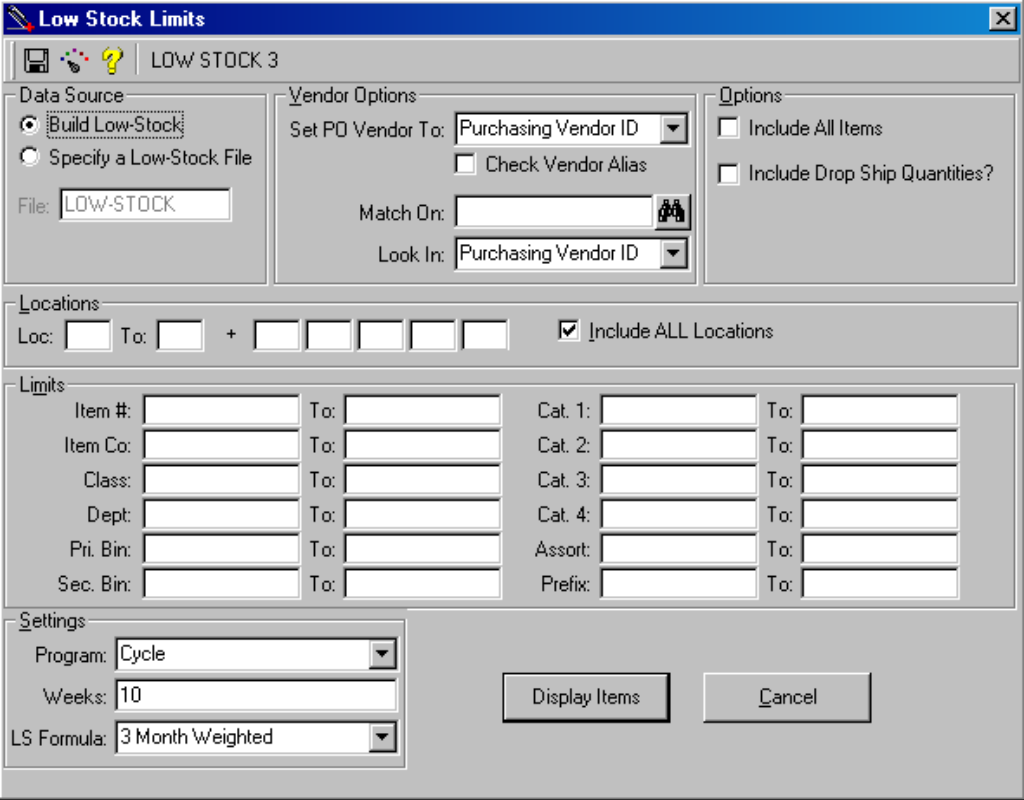 Low Stock Limits
LOW STOCK 3
Data Source
Build Low-Stock
Specify a Low-Stock File
File: LOW-STOCK
Vendor Options
Set PO Vendor To: Purchasing Vendor ID
Check Vendor Alias
Match On:
Look In: Purchasing Vendor ID
Options
Include All Items
Include Drop Ship Quantities?
Locations
Loc: To: + Include ALL Locations
Limits
Item #: To: Cat. 1: To:
Item Co: To: Cat. 2: To:
Class: To: Cat. 3: To:
Dept: To: Cat. 4: To:
Pri. Bin: To: Assort: To:
Sec. Bin: To: Prefix: To:
Settings
Program: Cycle
Weeks: 10
LS Formula: 3 Month Weighted
Display Items
Cancel